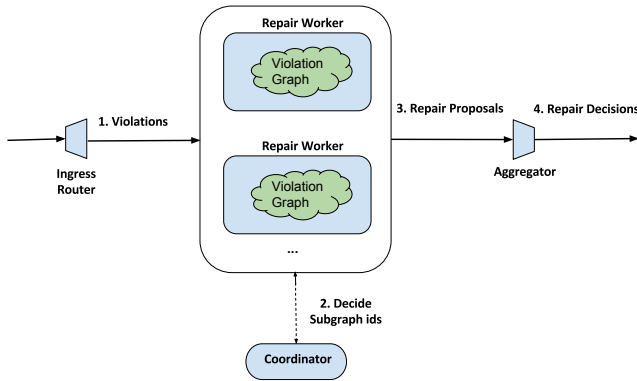 Repair Worker
Violation
Graph
1. Violations
3. Repair Proposals
4. Repair Decisions
Ingress
Router
Repair Worker
Violation
Graph
Aggregator
...
2. Decide
Subgraph ids
Coordinator